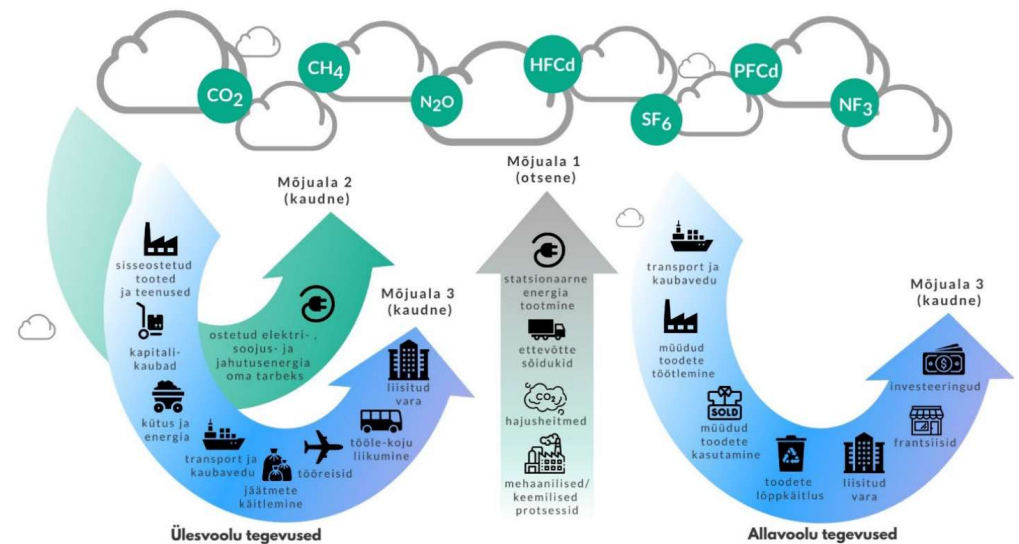 CO2
CH4
N2O
HFCd
SF6
PFCd
NF3
Mõjuala 2
(kaudne)
Mõjuala 1
(otsene)
sisseostetud
tooted
ja teenused
kapitali-
kaubad
kütus ja
energia
transport ja
kaubavedu
jäätmete
käitlemine
tööreisid
tööle-koju
liikumine
liisitud
vara
Mõjuala 3
(kaudne)
ostetud elektri- ,
soojus- ja
jahutusenergia
oma tarbeks
Ülesvoolu tegevused
statsionaarne
energia
tootmine
ettevõtte
sõidukid
CO2
hajusheitmed
mehaanilised/
keemilised
protsessid
transport ja
kaubavedu
müüdud
toodete
töötlemine
SOLD
müüdud
toodete
kasutamine
toodete
lõppkäitlus
liisitud
vara
frantsiisid
$
investeeringud
Mõjuala 3
(kaudne)
Allavoolu tegevused